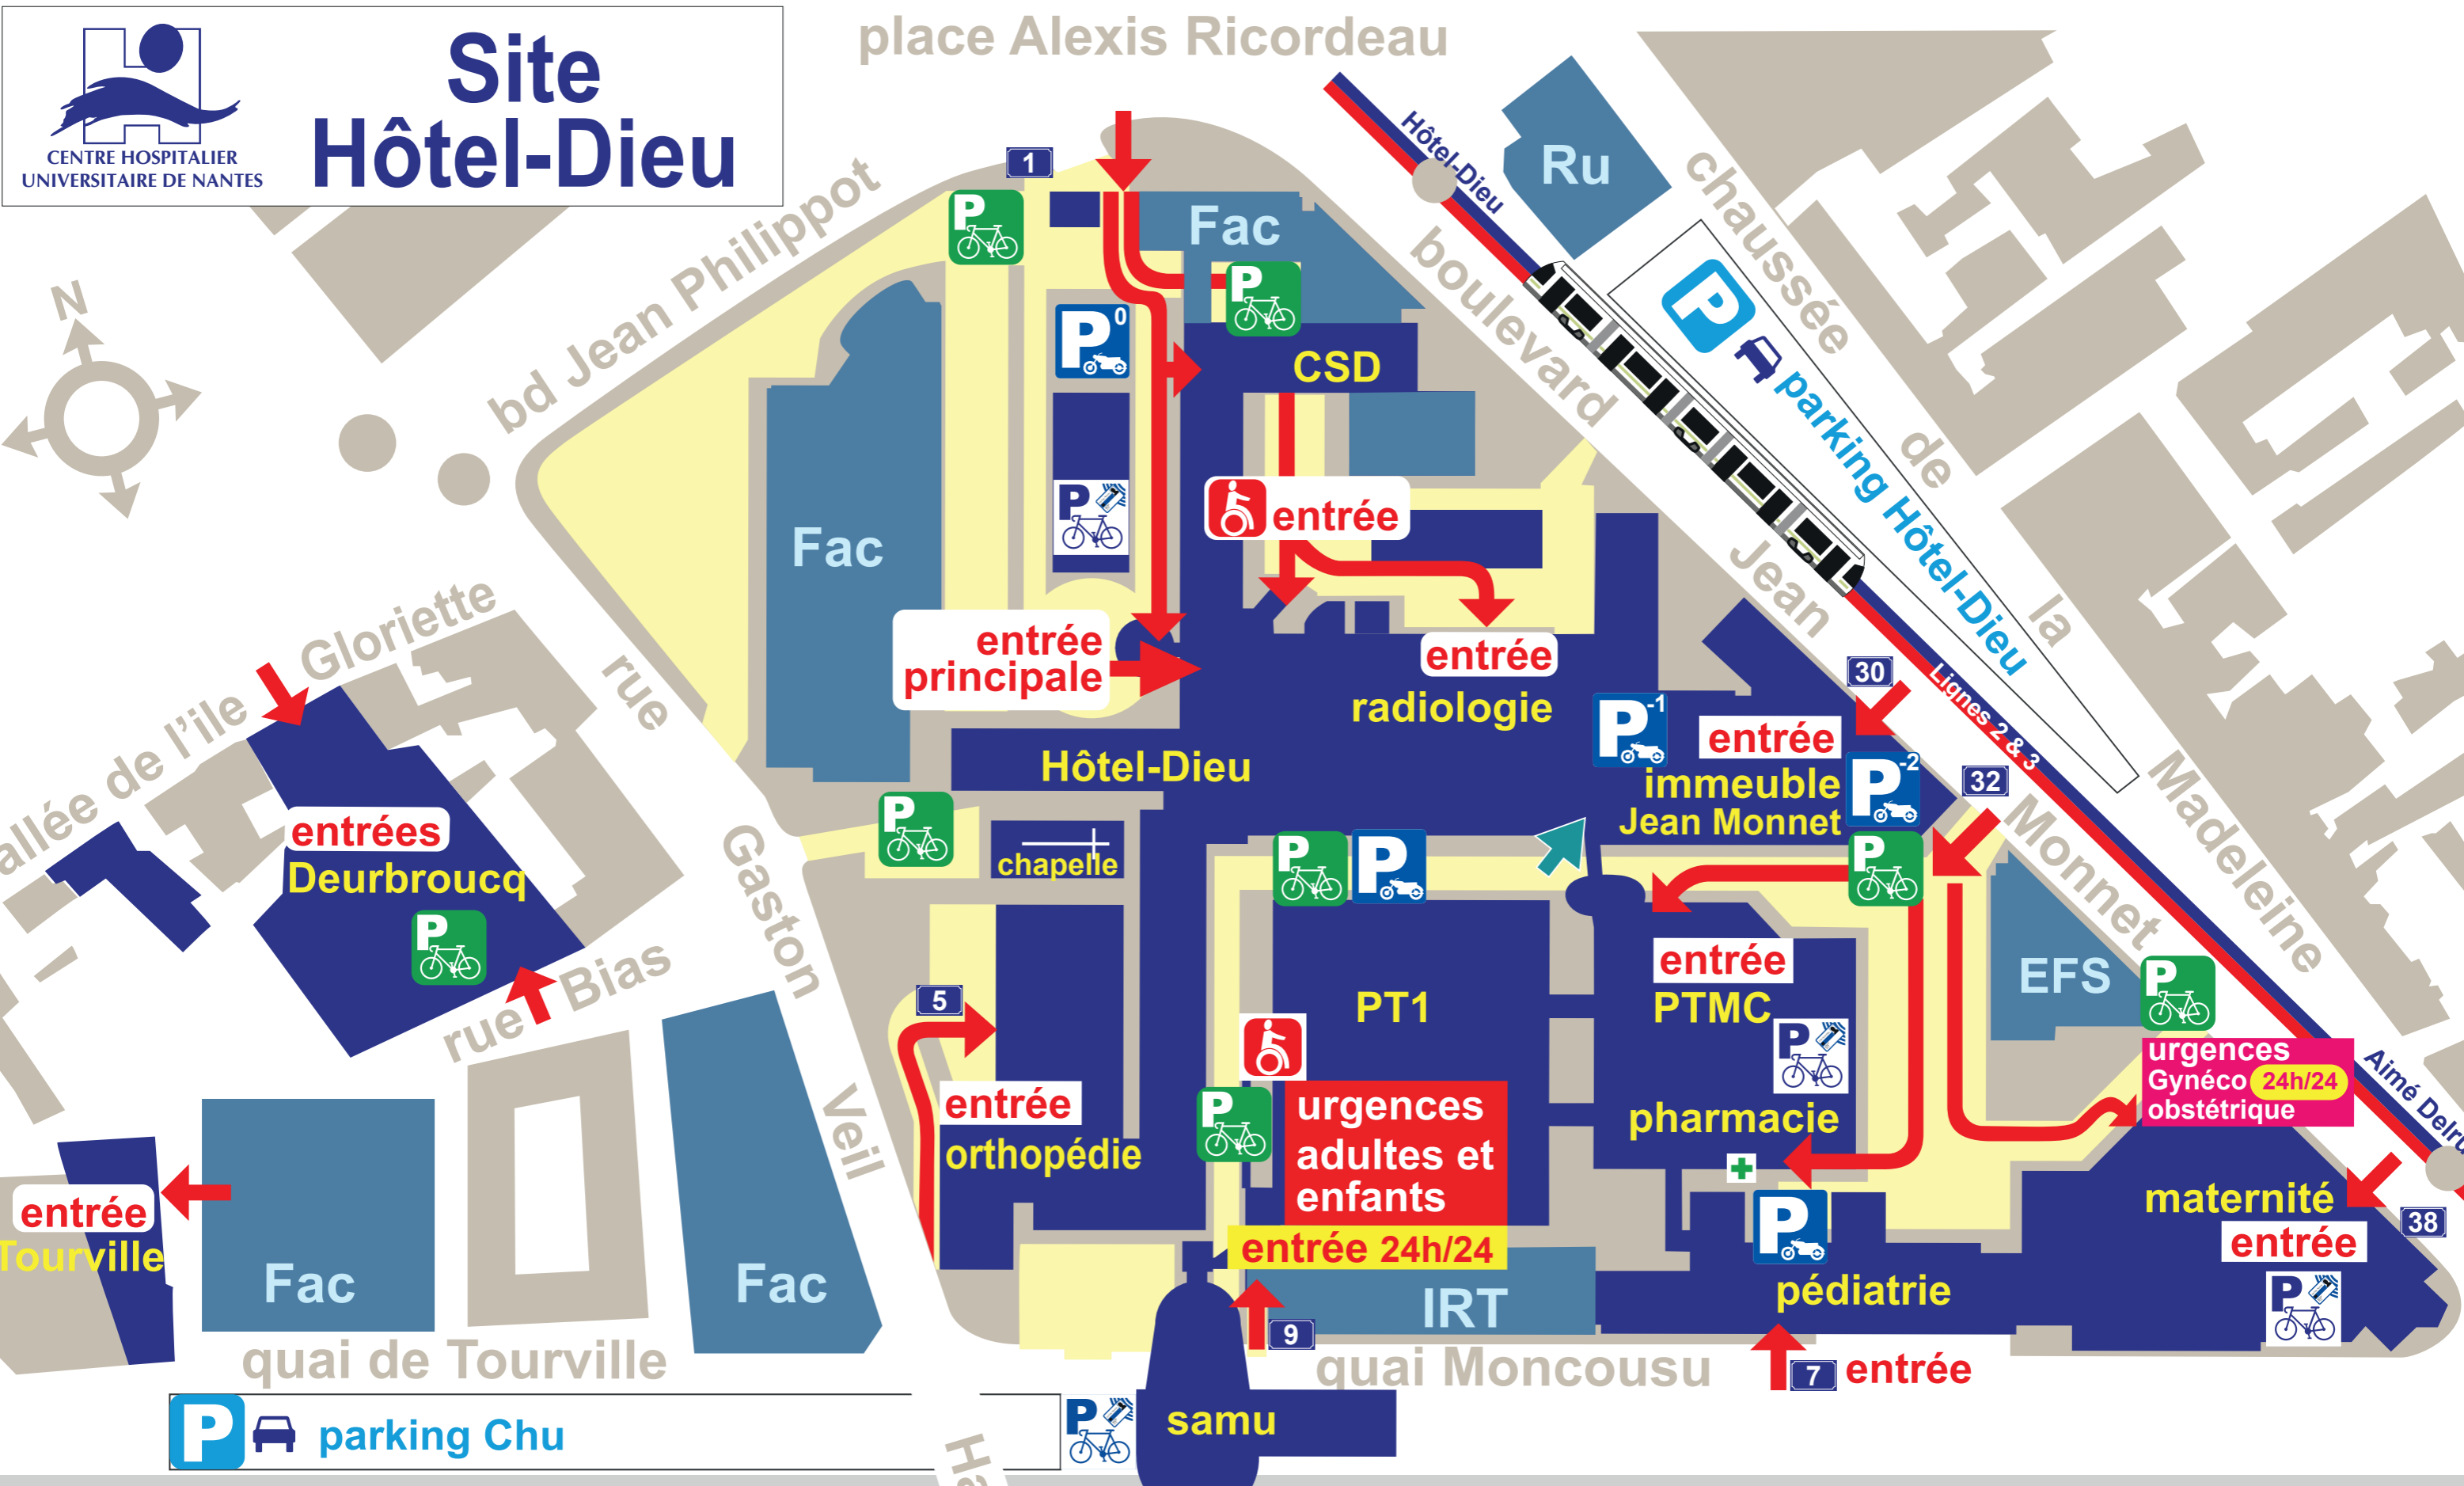 CENTRE HOSPITALIER
UNIVERSITAIRE DE NANTES
Site
Hôtel-Dieu
place Alexis Ricordeau
N
bd Jean Philippot
1
P
Fac
P
P0
CSD
P
Fac
entrée
entrée
principale
entrée
radiologie
Hôtel-Dieu
Hôtel-Dieu
Ru
chaussée de la Madeleine
boulevard Jean Monnet
P
parking Hôtel-Dieu
Lignes 2 & 3
30
P-1
entrée
immeuble
Jean Monnet
P-2
32
allée de l'ile Gloriette
rue Gaston Veil
entrées
Deurbroucq
P
rue Bias
P
chapelle
P
P
P
5
entrée
orthopédie
PT1
entrée
PTMC
P
pharmacie
EFS
P
urgences
Gynéco 24h/24
obstétrique
Aimé Delru
P
urgences
adultes et
enfants
entrée 24h/24
P
maternité
38
entrée
P
entrée
Tourville
Fac
Fac
IRT
pédiatrie
9
quai de Tourville
quai Moncousu
7
entrée
P
parking Chu
P
samu
Ha